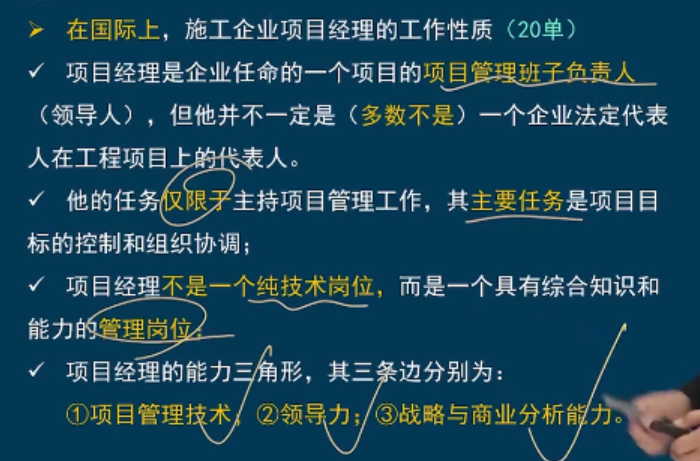 ➢ 在国际上，施工企业项目经理的工作性质（20单）
✓ 项目经理是企业任命的一个项目的项目管理班子负责人
（领导人），但他并不一定是（多数不是）一个企业法定代表
人在工程项目上的代表人。
✓ 他的任务仅限于主持项目管理工作，其主要任务是项目目
标的控制和组织协调；
✓ 项目经理不是一个纯技术岗位，而是一个具有综合知识和
能力的管理岗位；
✓ 项目经理的能力三角形，其三条边分别为：
①项目管理技术；②领导力；③战略与商业分析能力。